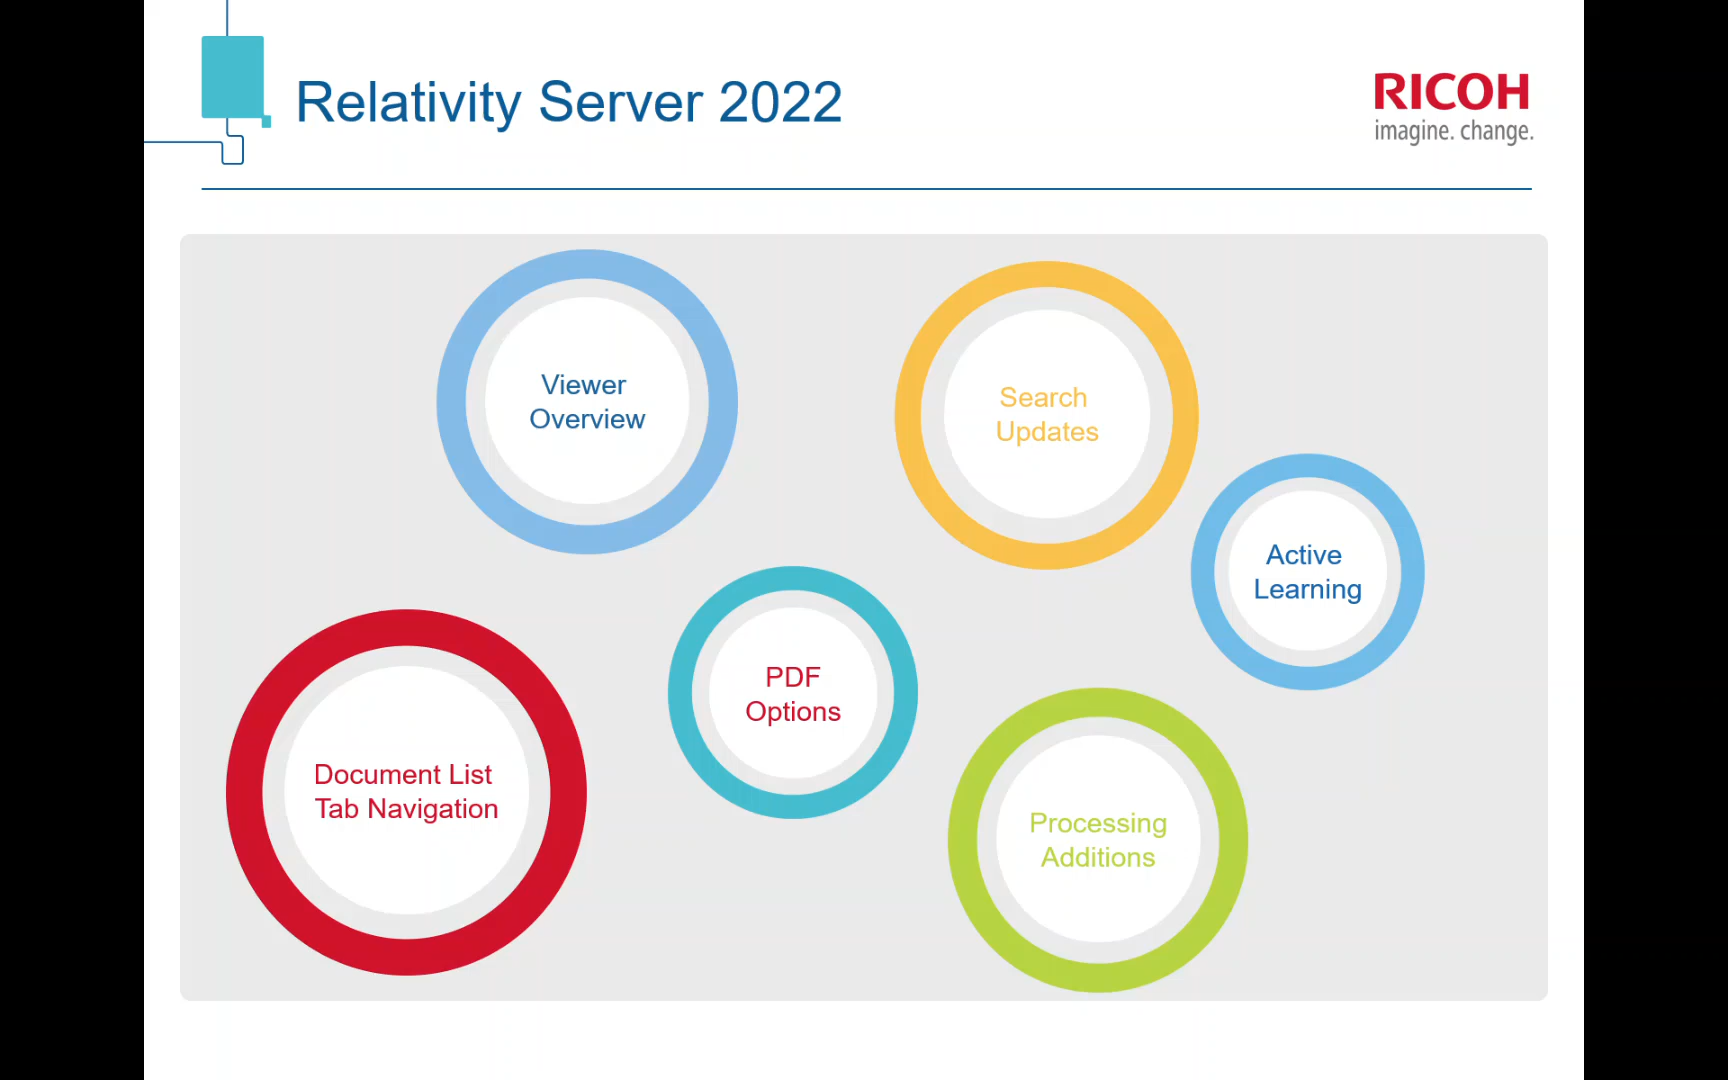 Relativity Server 2022
RICOH
imagine. change.
Viewer
Overview
Search
Updates
Active
Learning
PDF
Options
Document List
Tab Navigation
Processing
Additions